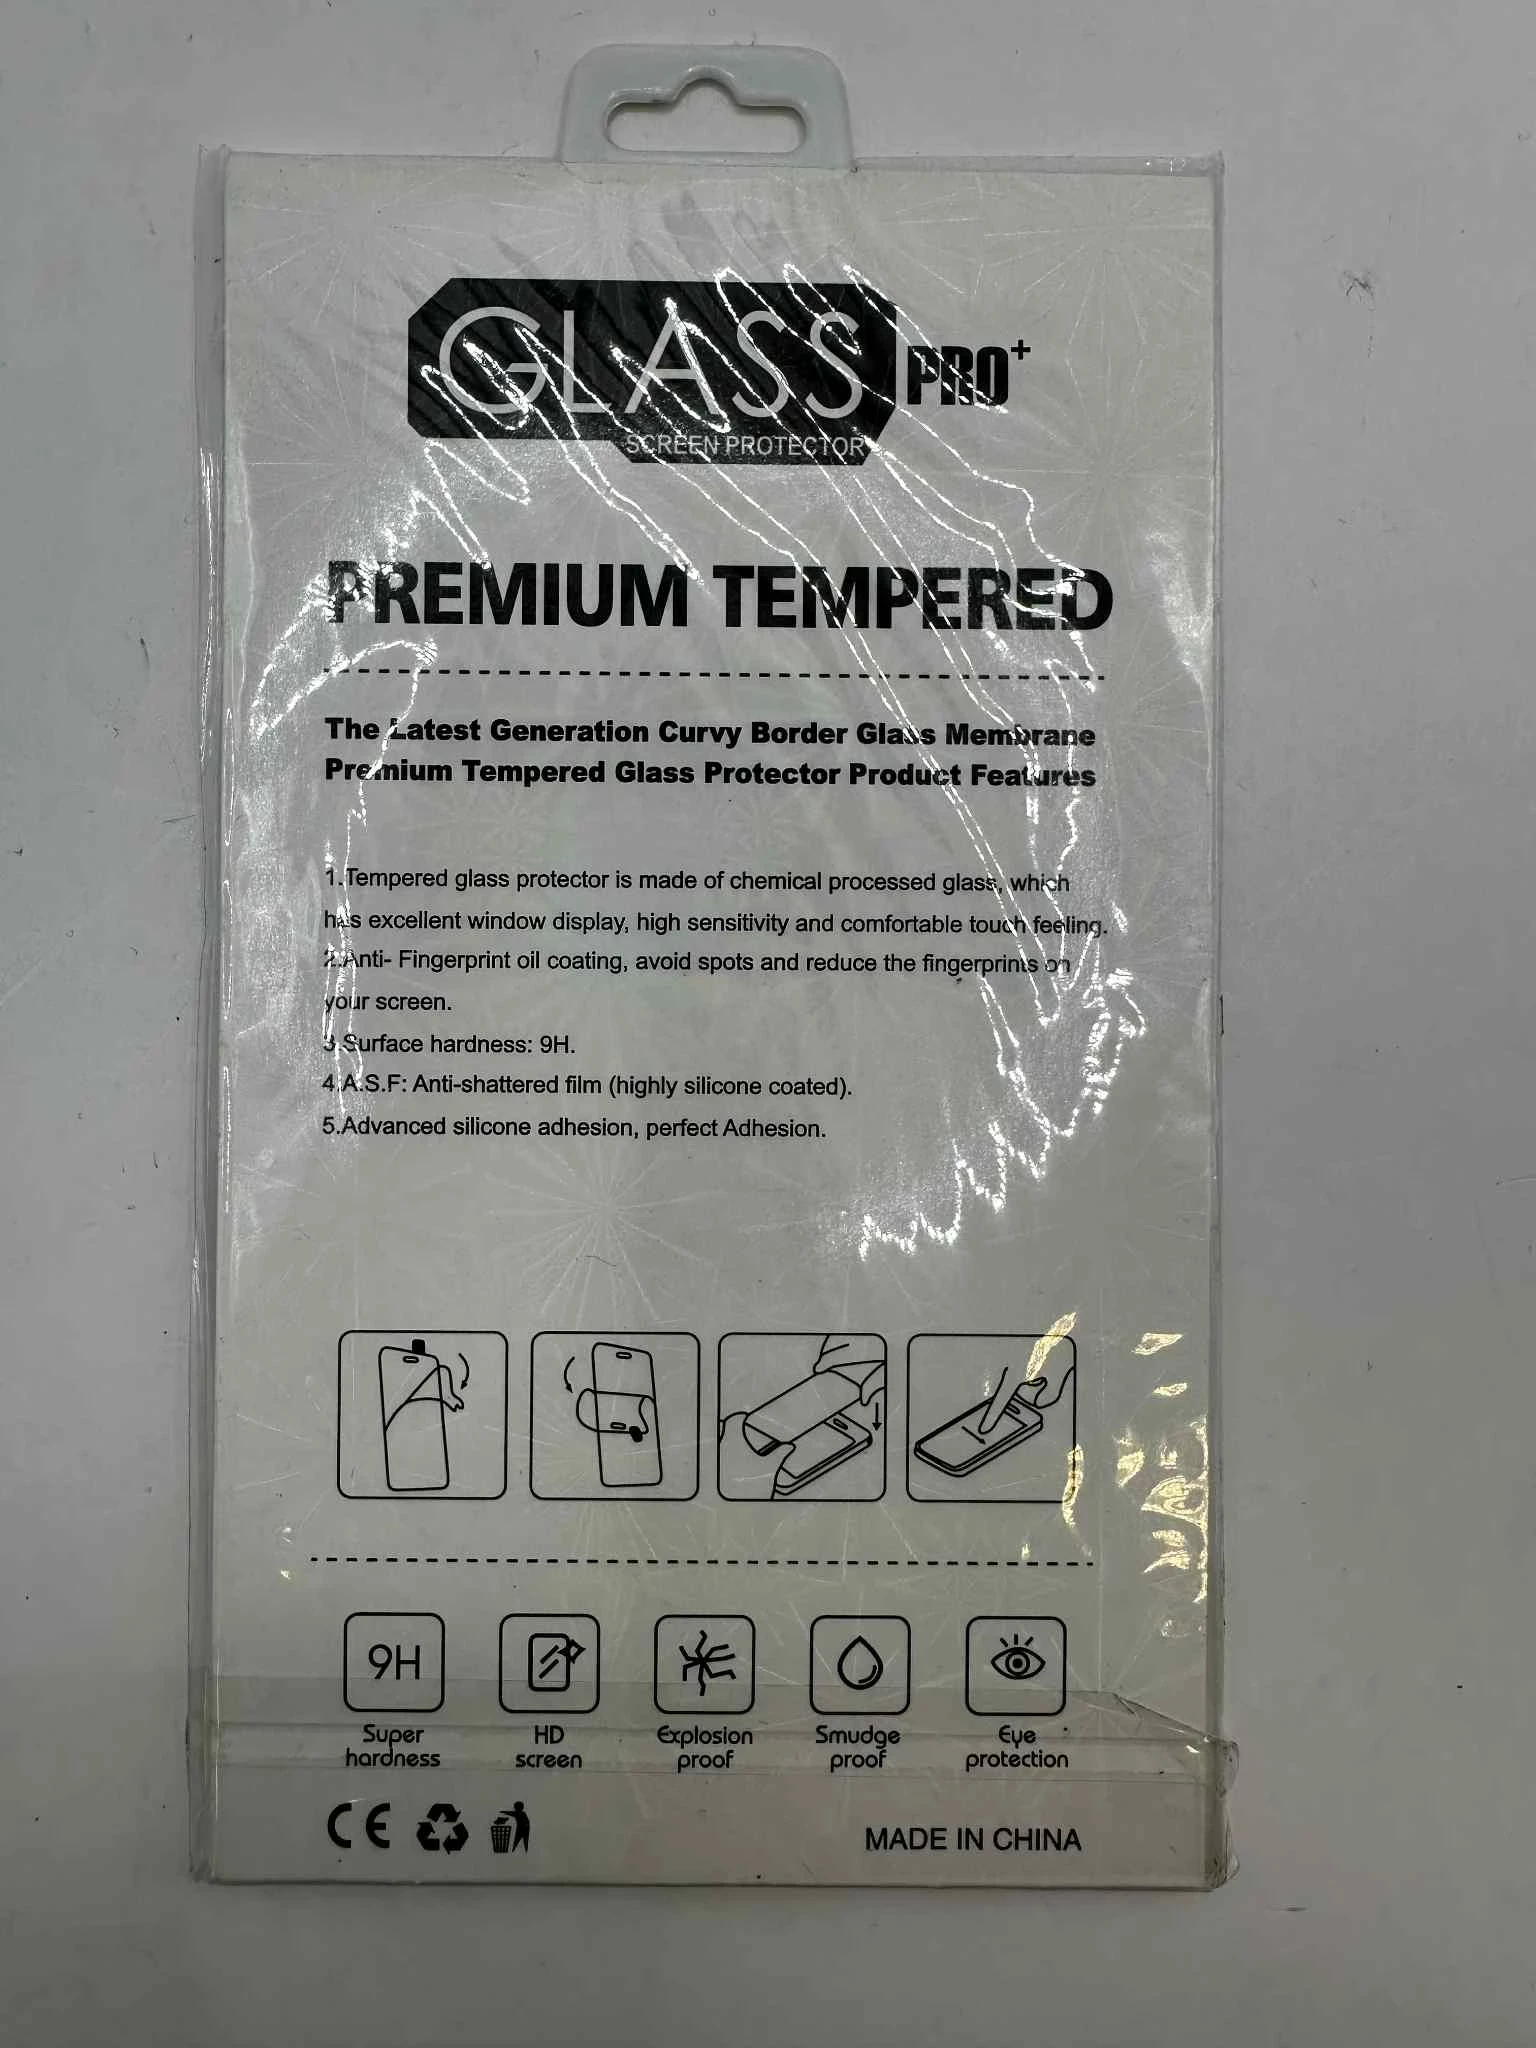 GLASS PRO+
SCREEN PROTECTOR
PREMIUM TEMPERED
The Latest Generation Curvy Border Glass Membrane
Premium Tempered Glass Protector Product Features
1.Tempered glass protector is made of chemical processed glass, which
has excellent window display, high sensitivity and comfortable touch feeling.
2.Anti- Fingerprint oil coating, avoid spots and reduce the fingerprints on
your screen.
3.Surface hardness: 9H.
4.A.S.F: Anti-shattered film (highly silicone coated).
5.Advanced silicone adhesion, perfect Adhesion.
9H
Super hardness
HD screen
Explosion proof
Smudge proof
Eye protection
CE
MADE IN CHINA